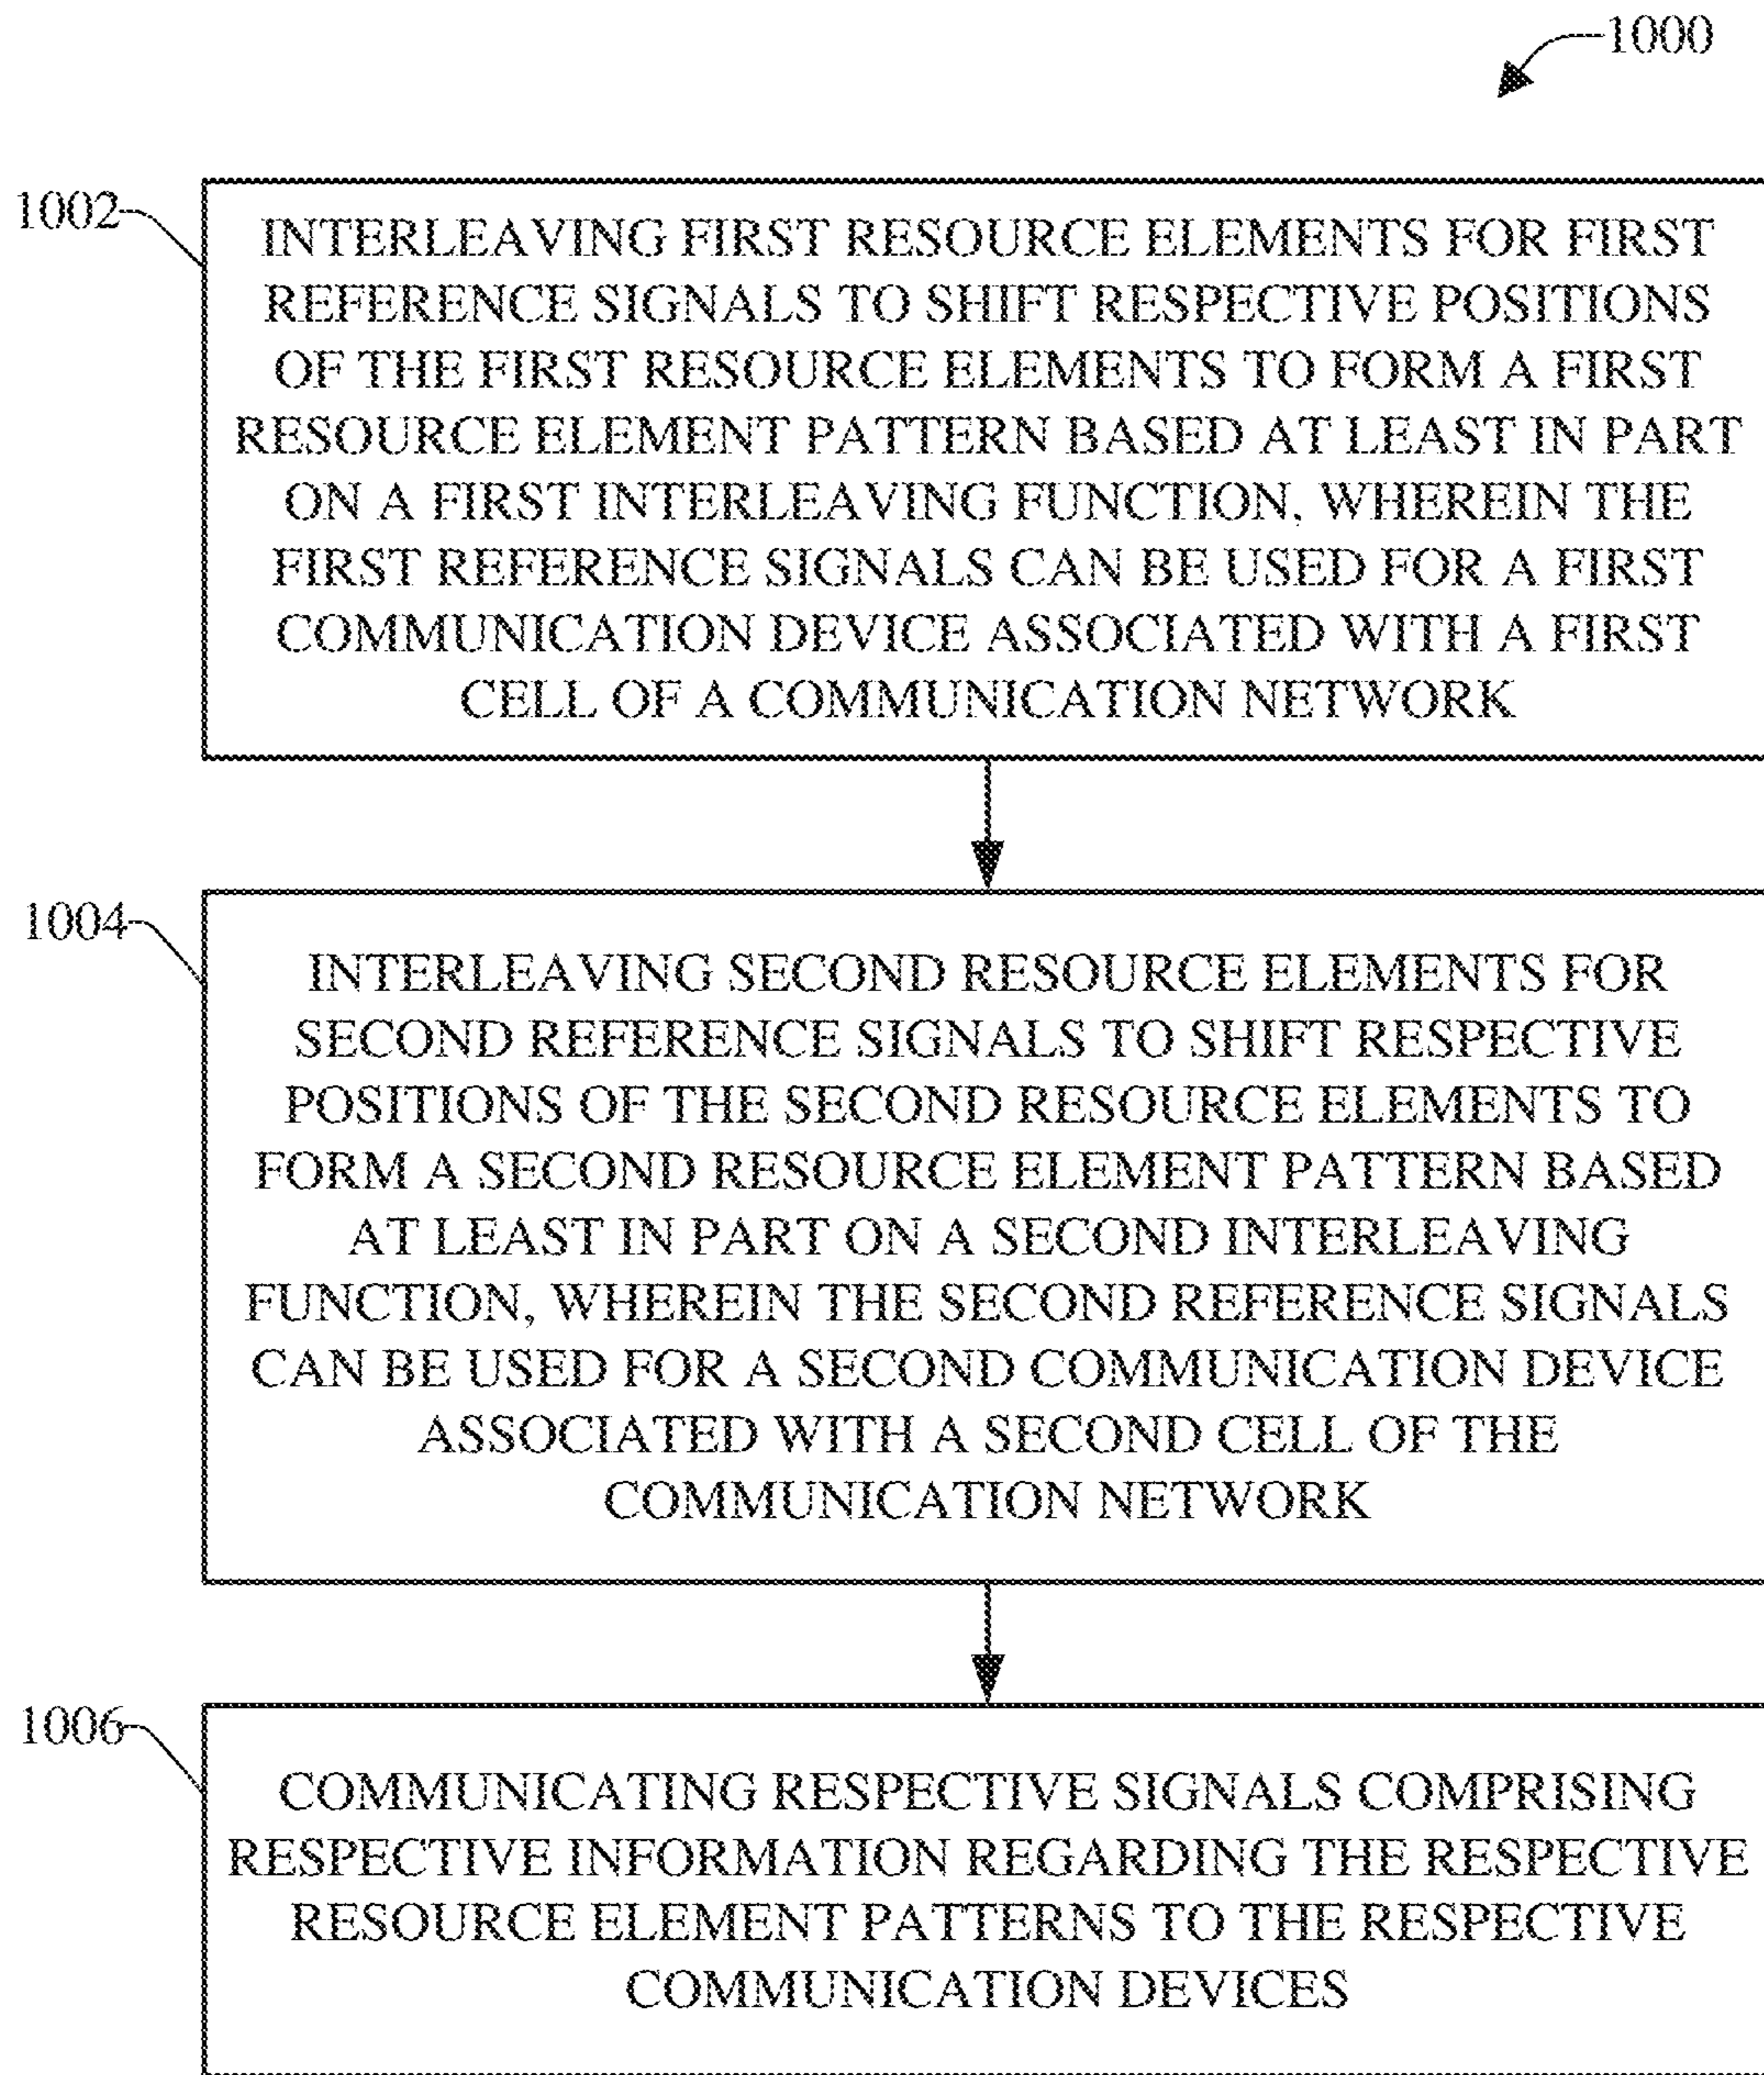 1000
1002
INTERLEAVING FIRST RESOURCE ELEMENTS FOR FIRST
REFERENCE SIGNALS TO SHIFT RESPECTIVE POSITIONS
OF THE FIRST RESOURCE ELEMENTS TO FORM A FIRST
RESOURCE ELEMENT PATTERN BASED AT LEAST IN PART
ON A FIRST INTERLEAVING FUNCTION, WHEREIN THE
FIRST REFERENCE SIGNALS CAN BE USED FOR A FIRST
COMMUNICATION DEVICE ASSOCIATED WITH A FIRST
CELL OF A COMMUNICATION NETWORK
1004
INTERLEAVING SECOND RESOURCE ELEMENTS FOR
SECOND REFERENCE SIGNALS TO SHIFT RESPECTIVE
POSITIONS OF THE SECOND RESOURCE ELEMENTS TO
FORM A SECOND RESOURCE ELEMENT PATTERN BASED
AT LEAST IN PART ON A SECOND INTERLEAVING
FUNCTION, WHEREIN THE SECOND REFERENCE SIGNALS
CAN BE USED FOR A SECOND COMMUNICATION DEVICE
ASSOCIATED WITH A SECOND CELL OF THE
COMMUNICATION NETWORK
1006
COMMUNICATING RESPECTIVE SIGNALS COMPRISING
RESPECTIVE INFORMATION REGARDING THE RESPECTIVE
RESOURCE ELEMENT PATTERNS TO THE RESPECTIVE
COMMUNICATION DEVICES